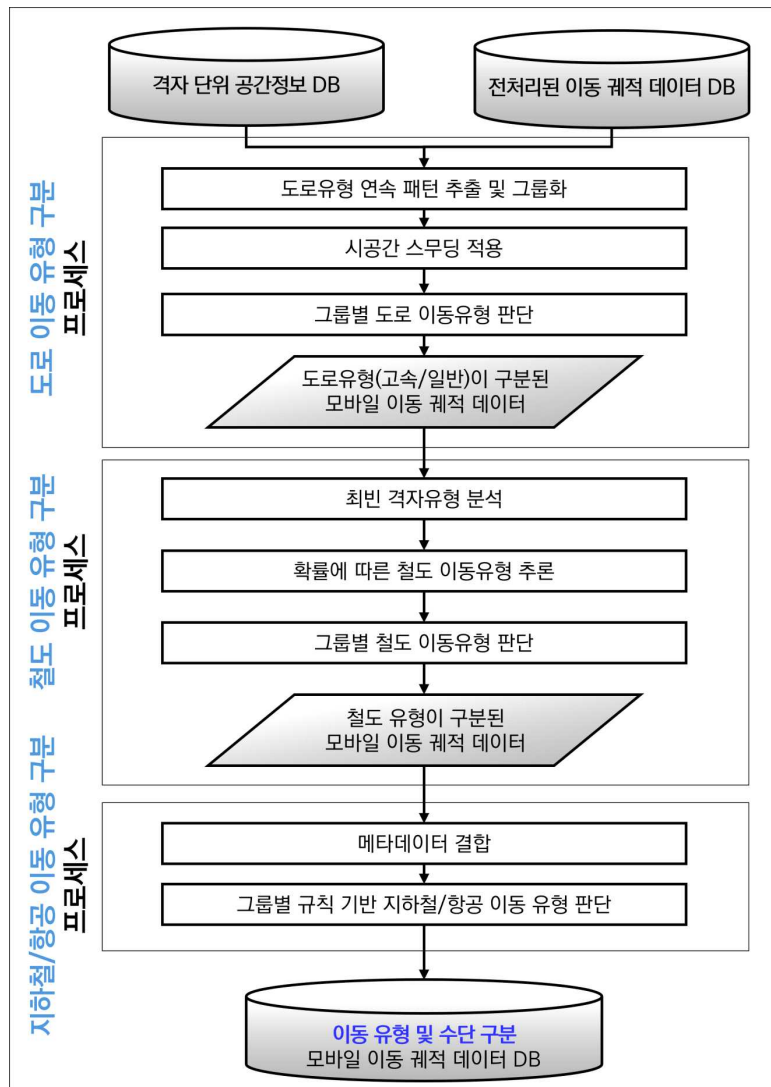 격자 단위 공간정보 DB
전처리된 이동 궤적 데이터 DB
도로 이동 유형 구분
프로세스
도로유형 연속 패턴 추출 및 그룹화
시공간 스무딩 적용
그룹별 도로 이동유형 판단
도로유형(고속/일반)이 구분된
모바일 이동 궤적 데이터
철도 이동 유형 구분
프로세스
최빈 격자유형 분석
확률에 따른 철도 이동유형 추론
그룹별 철도 이동유형 판단
철도 유형이 구분된
모바일 이동 궤적 데이터
지하철/항공 이동 유형 구분
프로세스
메타데이터 결합
그룹별 규칙 기반 지하철/항공 이동 유형 판단
이동 유형 및 수단 구분
모바일 이동 궤적 데이터 DB